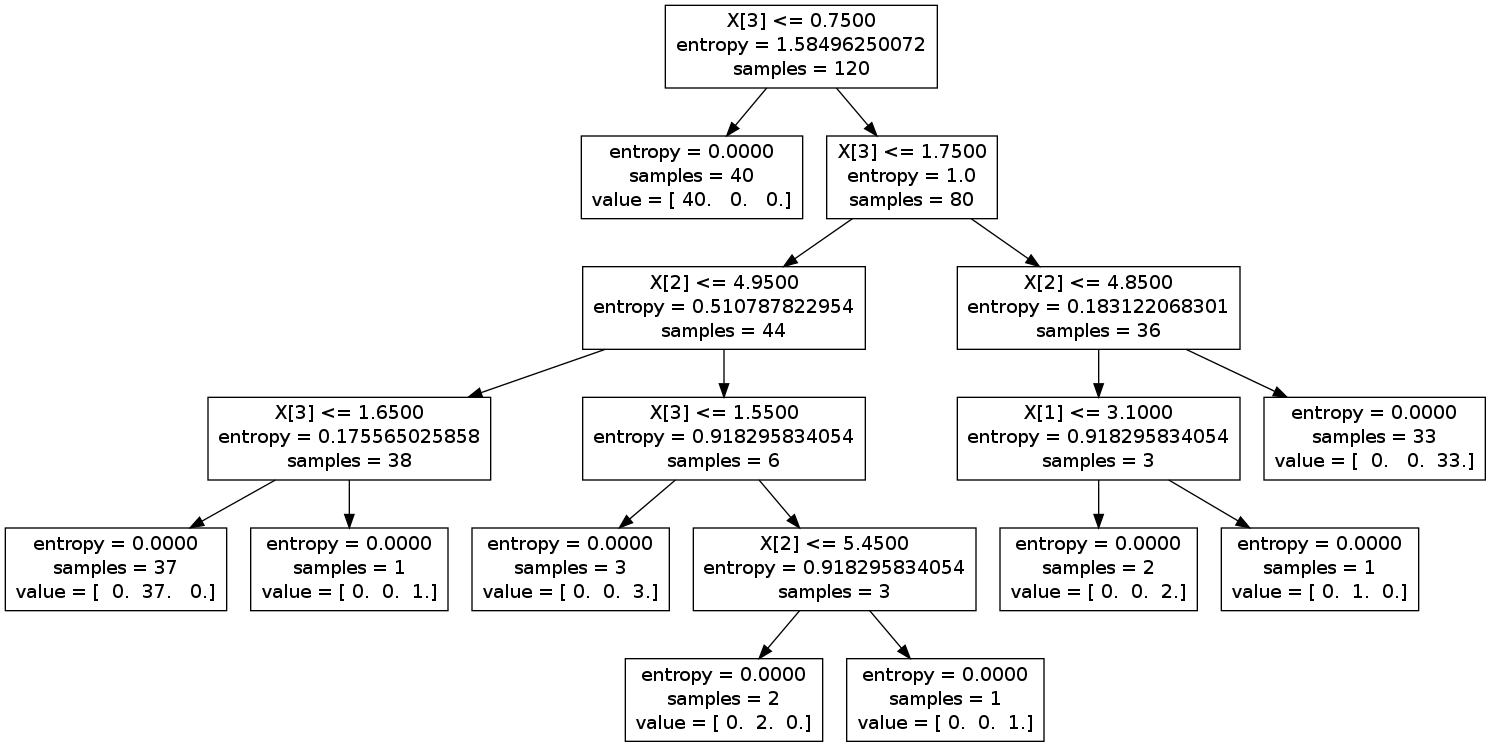 X[3] <= 0.7500
entropy = 1.58496250072
samples = 120
entropy = 0.0000
samples = 40
value = [ 40.   0.   0.]
X[3] <= 1.7500
entropy = 1.0
samples = 80
X[2] <= 4.9500
entropy = 0.510787822954
samples = 44
X[2] <= 4.8500
entropy = 0.183122068301
samples = 36
X[3] <= 1.6500
entropy = 0.175565025858
samples = 38
X[3] <= 1.5500
entropy = 0.918295834054
samples = 6
X[1] <= 3.1000
entropy = 0.918295834054
samples = 3
entropy = 0.0000
samples = 33
value = [  0.   0.  33.]
entropy = 0.0000
samples = 37
value = [  0.  37.   0.]
entropy = 0.0000
samples = 1
value = [ 0.  0.  1.]
entropy = 0.0000
samples = 3
value = [ 0.  0.  3.]
X[2] <= 5.4500
entropy = 0.918295834054
samples = 3
entropy = 0.0000
samples = 2
value = [ 0.  0.  2.]
entropy = 0.0000
samples = 1
value = [ 0.  1.  0.]
entropy = 0.0000
samples = 2
value = [ 0.  2.  0.]
entropy = 0.0000
samples = 1
value = [ 0.  0.  1.]